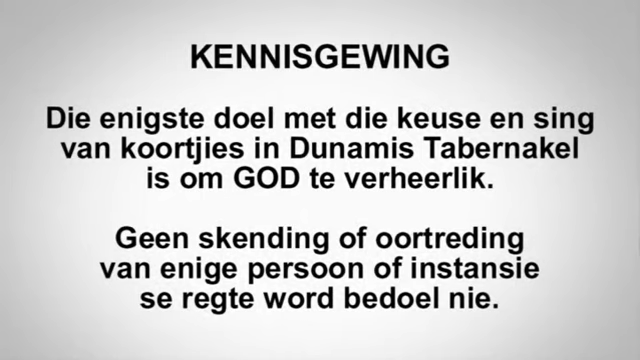 KENNISGEWING
Die enigste doel met die keuse en sing
van koortjies in Dunamis Tabernakel
is om GOD te verheerlik.
Geen skending of oortreding
van enige persoon of instansie
se regte word bedoel nie.